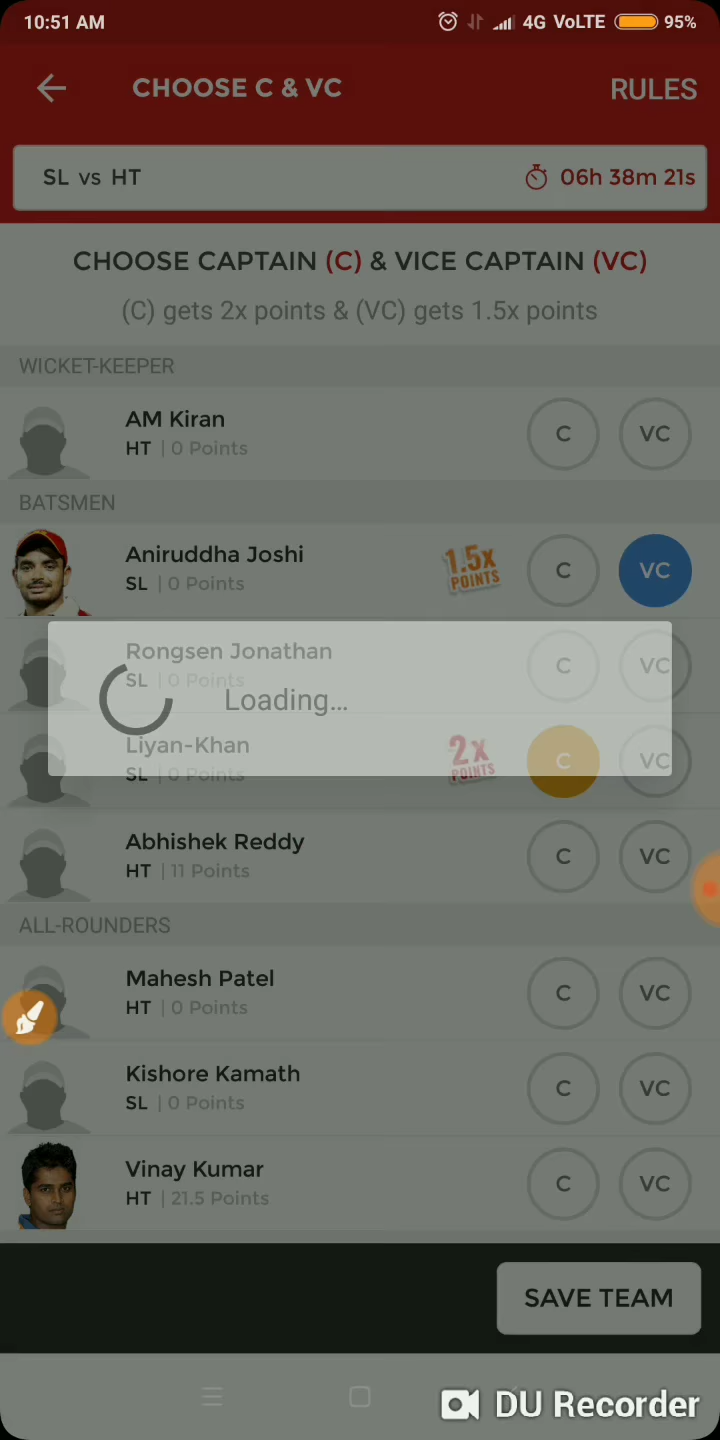 10:51 AM 4G VoLTE 95%
CHOOSE C & VC RULES
SL vs HT 06h 38m 21s
CHOOSE CAPTAIN (C) & VICE CAPTAIN (VC)
(C) gets 2x points & (VC) gets 1.5x points
WICKET-KEEPER
AM Kiran
HT | 0 Points
C VC
BATSMEN
Aniruddha Joshi
SL | 0 Points
1.5x
POINTS
C VC
Rongsen Jonathan
SL | 0 Points
C VC
Loading...
Liyan-Khan
SL | 0 Points
2x
POINTS
C VC
Abhishek Reddy
HT | 11 Points
C VC
ALL-ROUNDERS
Mahesh Patel
HT | 0 Points
C VC
Kishore Kamath
SL | 0 Points
C VC
Vinay Kumar
HT | 21.5 Points
C VC
SAVE TEAM
DU Recorder